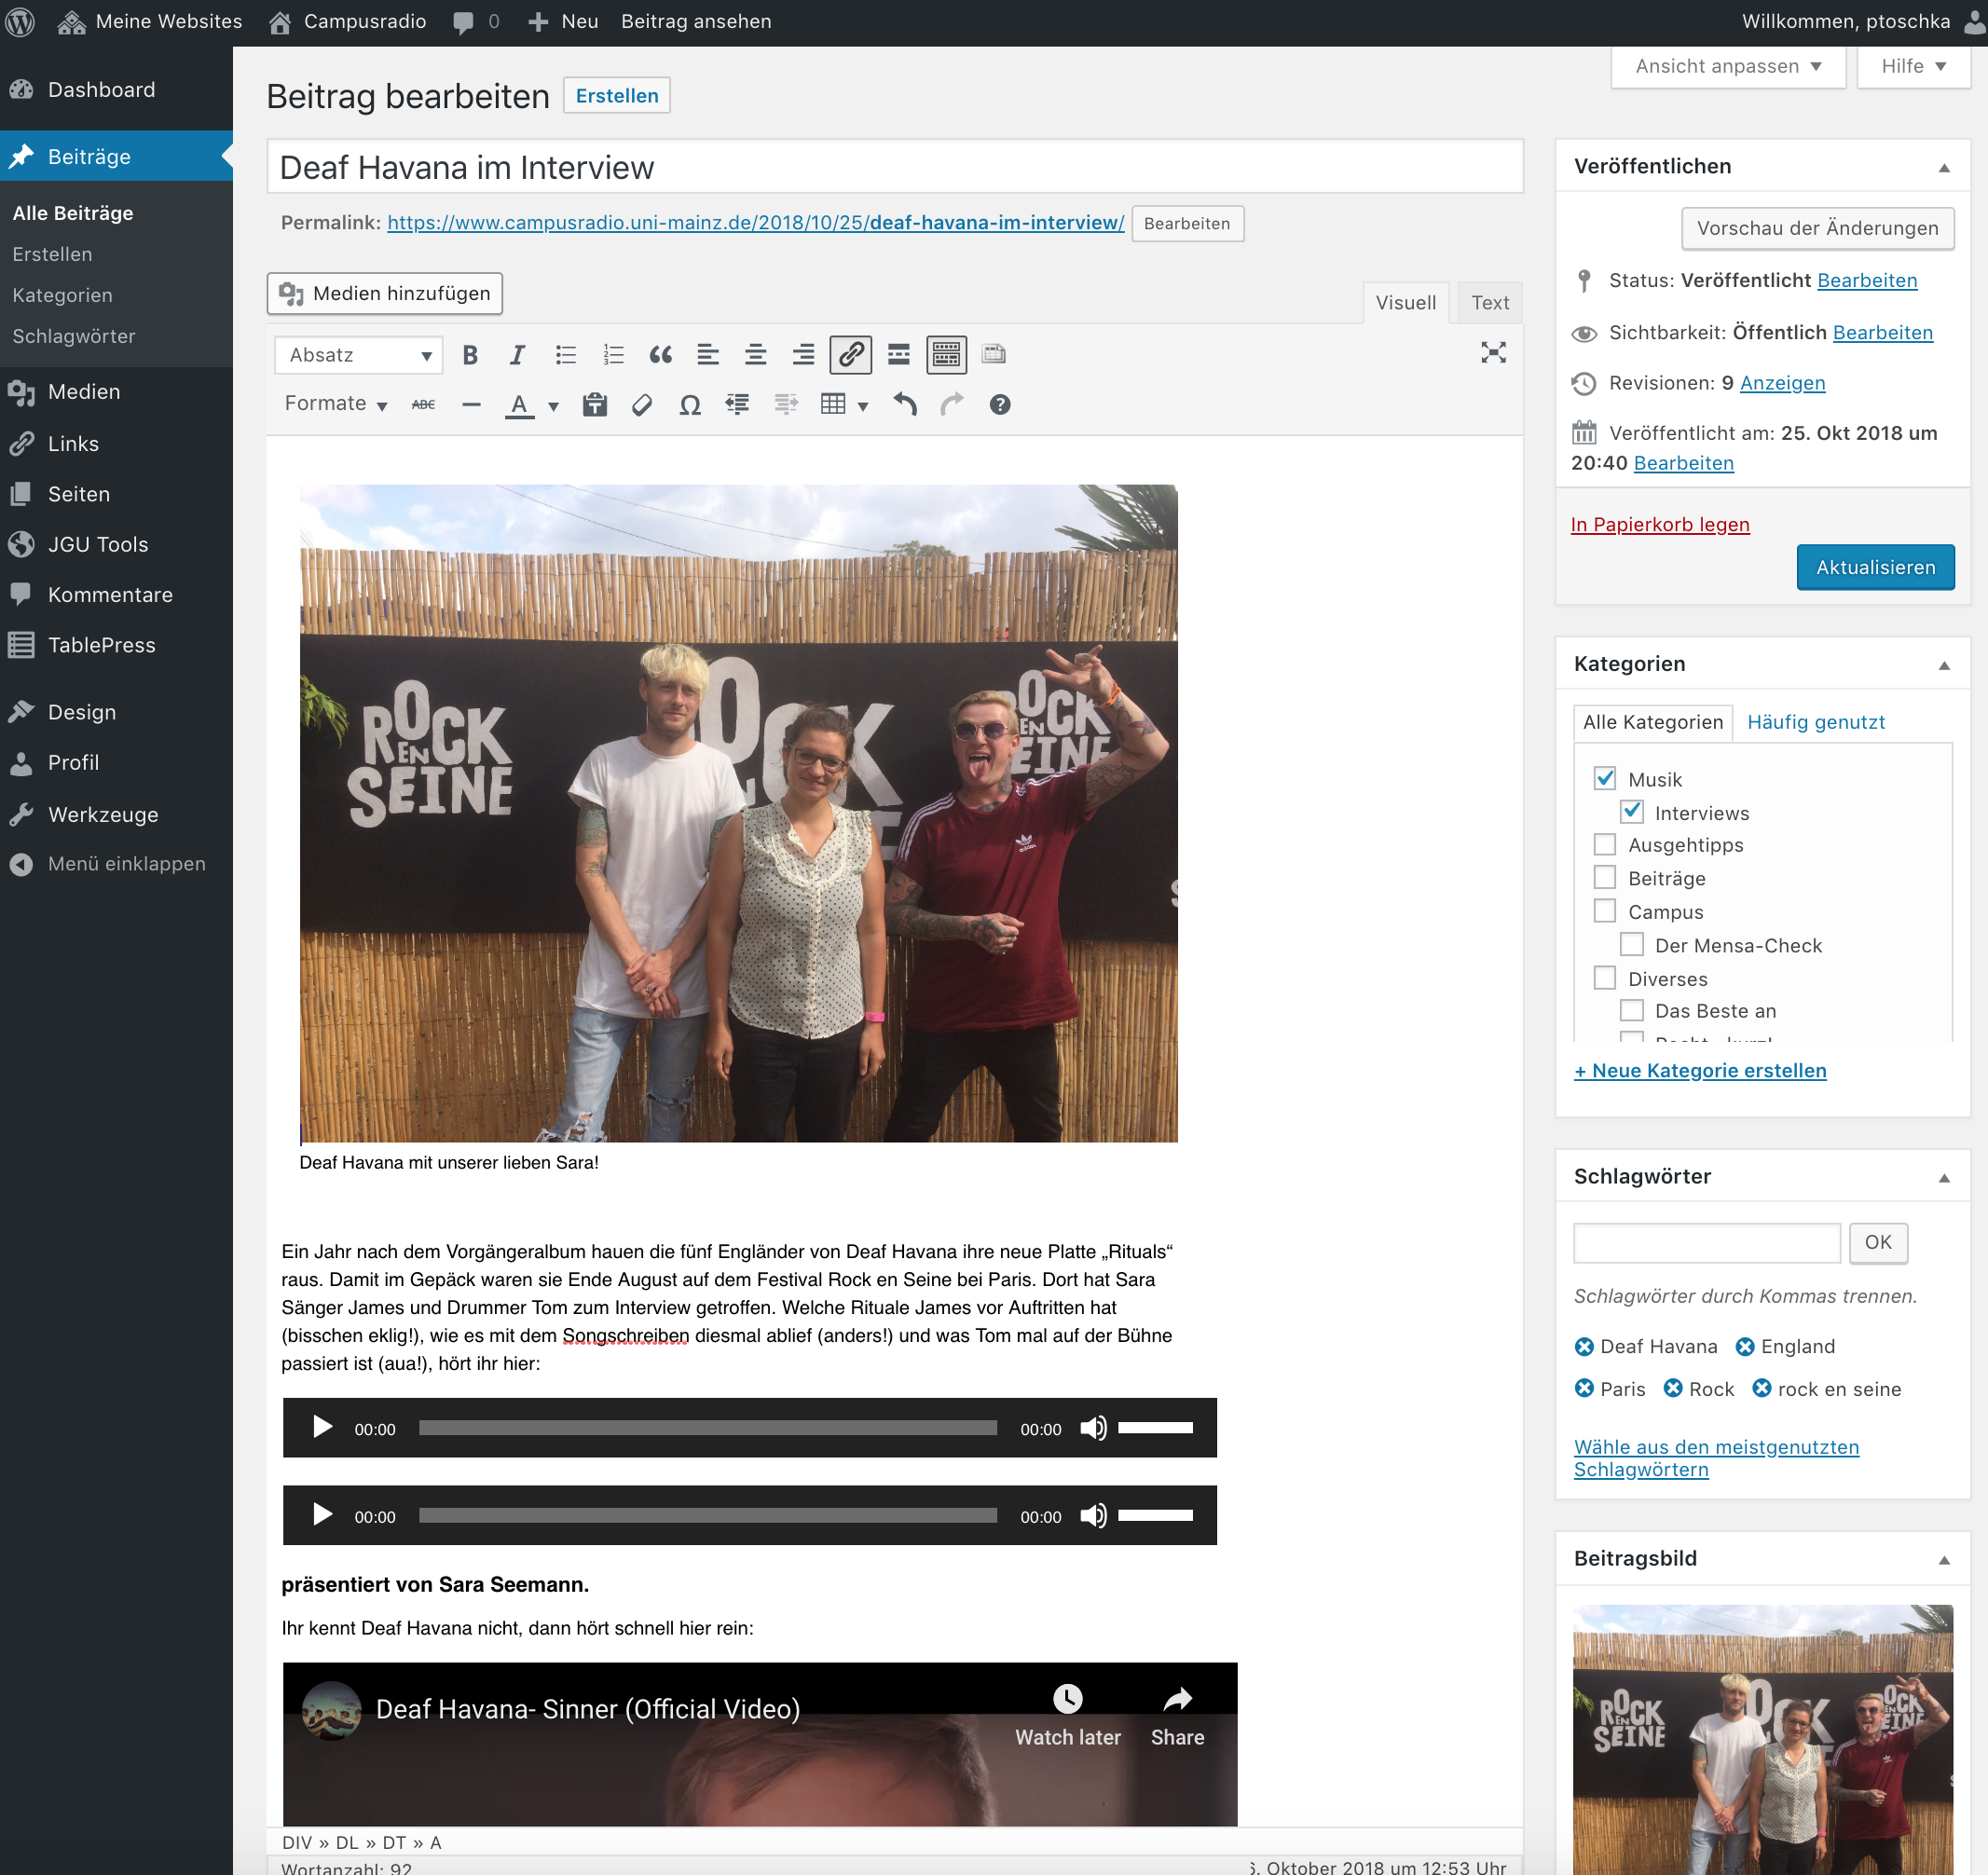 Meine Websites Campusradio 0 Neu Beitrag ansehen Willkommen, ptoschka
Dashboard
Beiträge
Alle Beiträge
Erstellen
Kategorien
Schlagwörter
Medien
Links
Seiten
JGU Tools
Kommentare
TablePress
Design
Profil
Werkzeuge
Menü einklappen
Ansicht anpassen Hilfe
Beitrag bearbeiten Erstellen
Deaf Havana im Interview
Permalink: https://www.campusradio.uni-mainz.de/2018/10/25/deaf-havana-im-interview/ Bearbeiten
Medien hinzufügen
Visuell Text
Absatz B I
Formate ABC A
ROCK EN SEINE
ROCK
ROCK EN SEINE
adidas
Deaf Havana mit unserer lieben Sara!
Ein Jahr nach dem Vorgängeralbum hauen die fünf Engländer von Deaf Havana ihre neue Platte „Rituals“
raus. Damit im Gepäck waren sie Ende August auf dem Festival Rock en Seine bei Paris. Dort hat Sara
Sänger James und Drummer Tom zum Interview getroffen. Welche Rituale James vor Auftritten hat
(bisschen eklig!), wie es mit dem Songschreiben diesmal ablief (anders!) und was Tom mal auf der Bühne
passiert ist (aua!), hört ihr hier:
00:00 00:00
00:00 00:00
präsentiert von Sara Seemann.
Ihr kennt Deaf Havana nicht, dann hört schnell hier rein:
Deaf Havana- Sinner (Official Video)
Watch later Share
DIV » DL » DT » A
Wortanzahl: 92 . Oktober 2018 um 12:53 Uhr
Veröffentlichen
Vorschau der Änderungen
Status: Veröffentlicht Bearbeiten
Sichtbarkeit: Öffentlich Bearbeiten
Revisionen: 9 Anzeigen
Veröffentlicht am: 25. Okt 2018 um
20:40 Bearbeiten
In Papierkorb legen
Aktualisieren
Kategorien
Alle Kategorien Häufig genutzt
Musik
Interviews
Ausgehtipps
Beiträge
Campus
Der Mensa-Check
Diverses
Das Beste an
+ Neue Kategorie erstellen
Schlagwörter
OK
Schlagwörter durch Kommas trennen.
Deaf Havana England
Paris Rock rock en seine
Wähle aus den meistgenutzten
Schlagwörtern
Beitragsbild
ROCK EN SEINE
ROCK EN SEINE